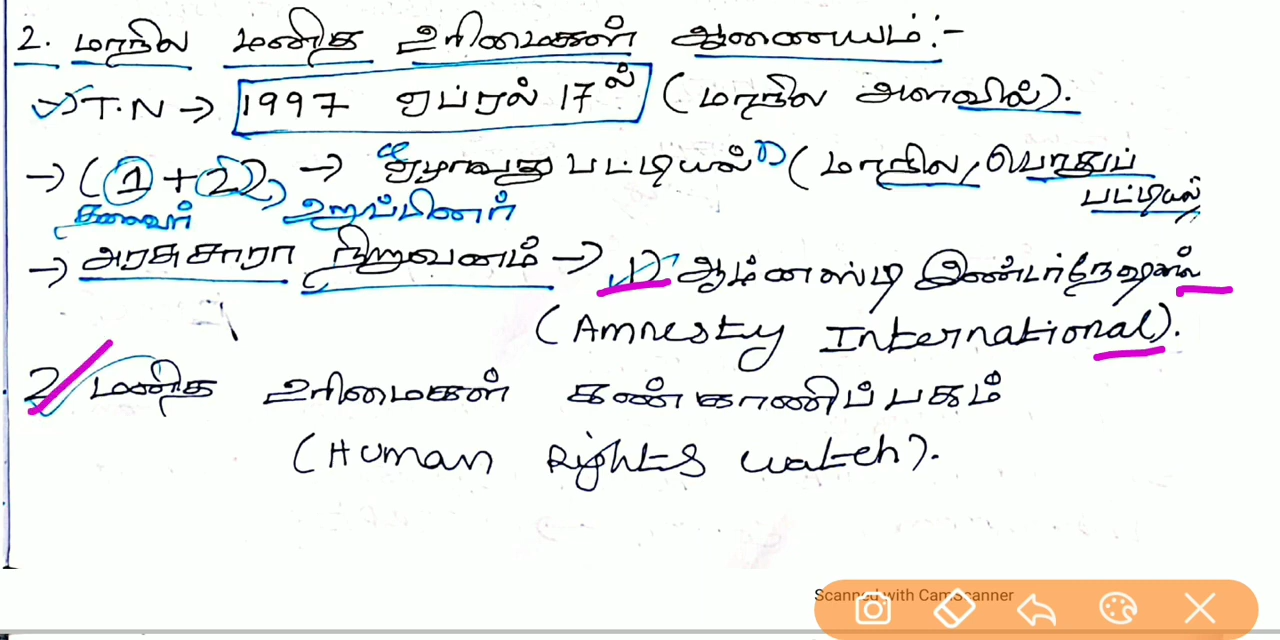 2. மாநில மனித உரிமைகள் ஆணையம்:-
→ T.N → 1997 ஏப்ரல் 17ல் (மாநில அளவில்).
→ (1+2) → "ஏழாவது பட்டியல்" (மாநில, பொதுப்
தலைவர் உறுப்பினர் பட்டியல்)
→ அரசு சாரா நிறுவனம் → 1) ஆம்னஸ்டி இண்டர்நேஷனல்
(Amnesty International).
2) மனித உரிமைகள் கண்காணிப்பகம்
(Human Rights watch).
Scanned with CamScanner